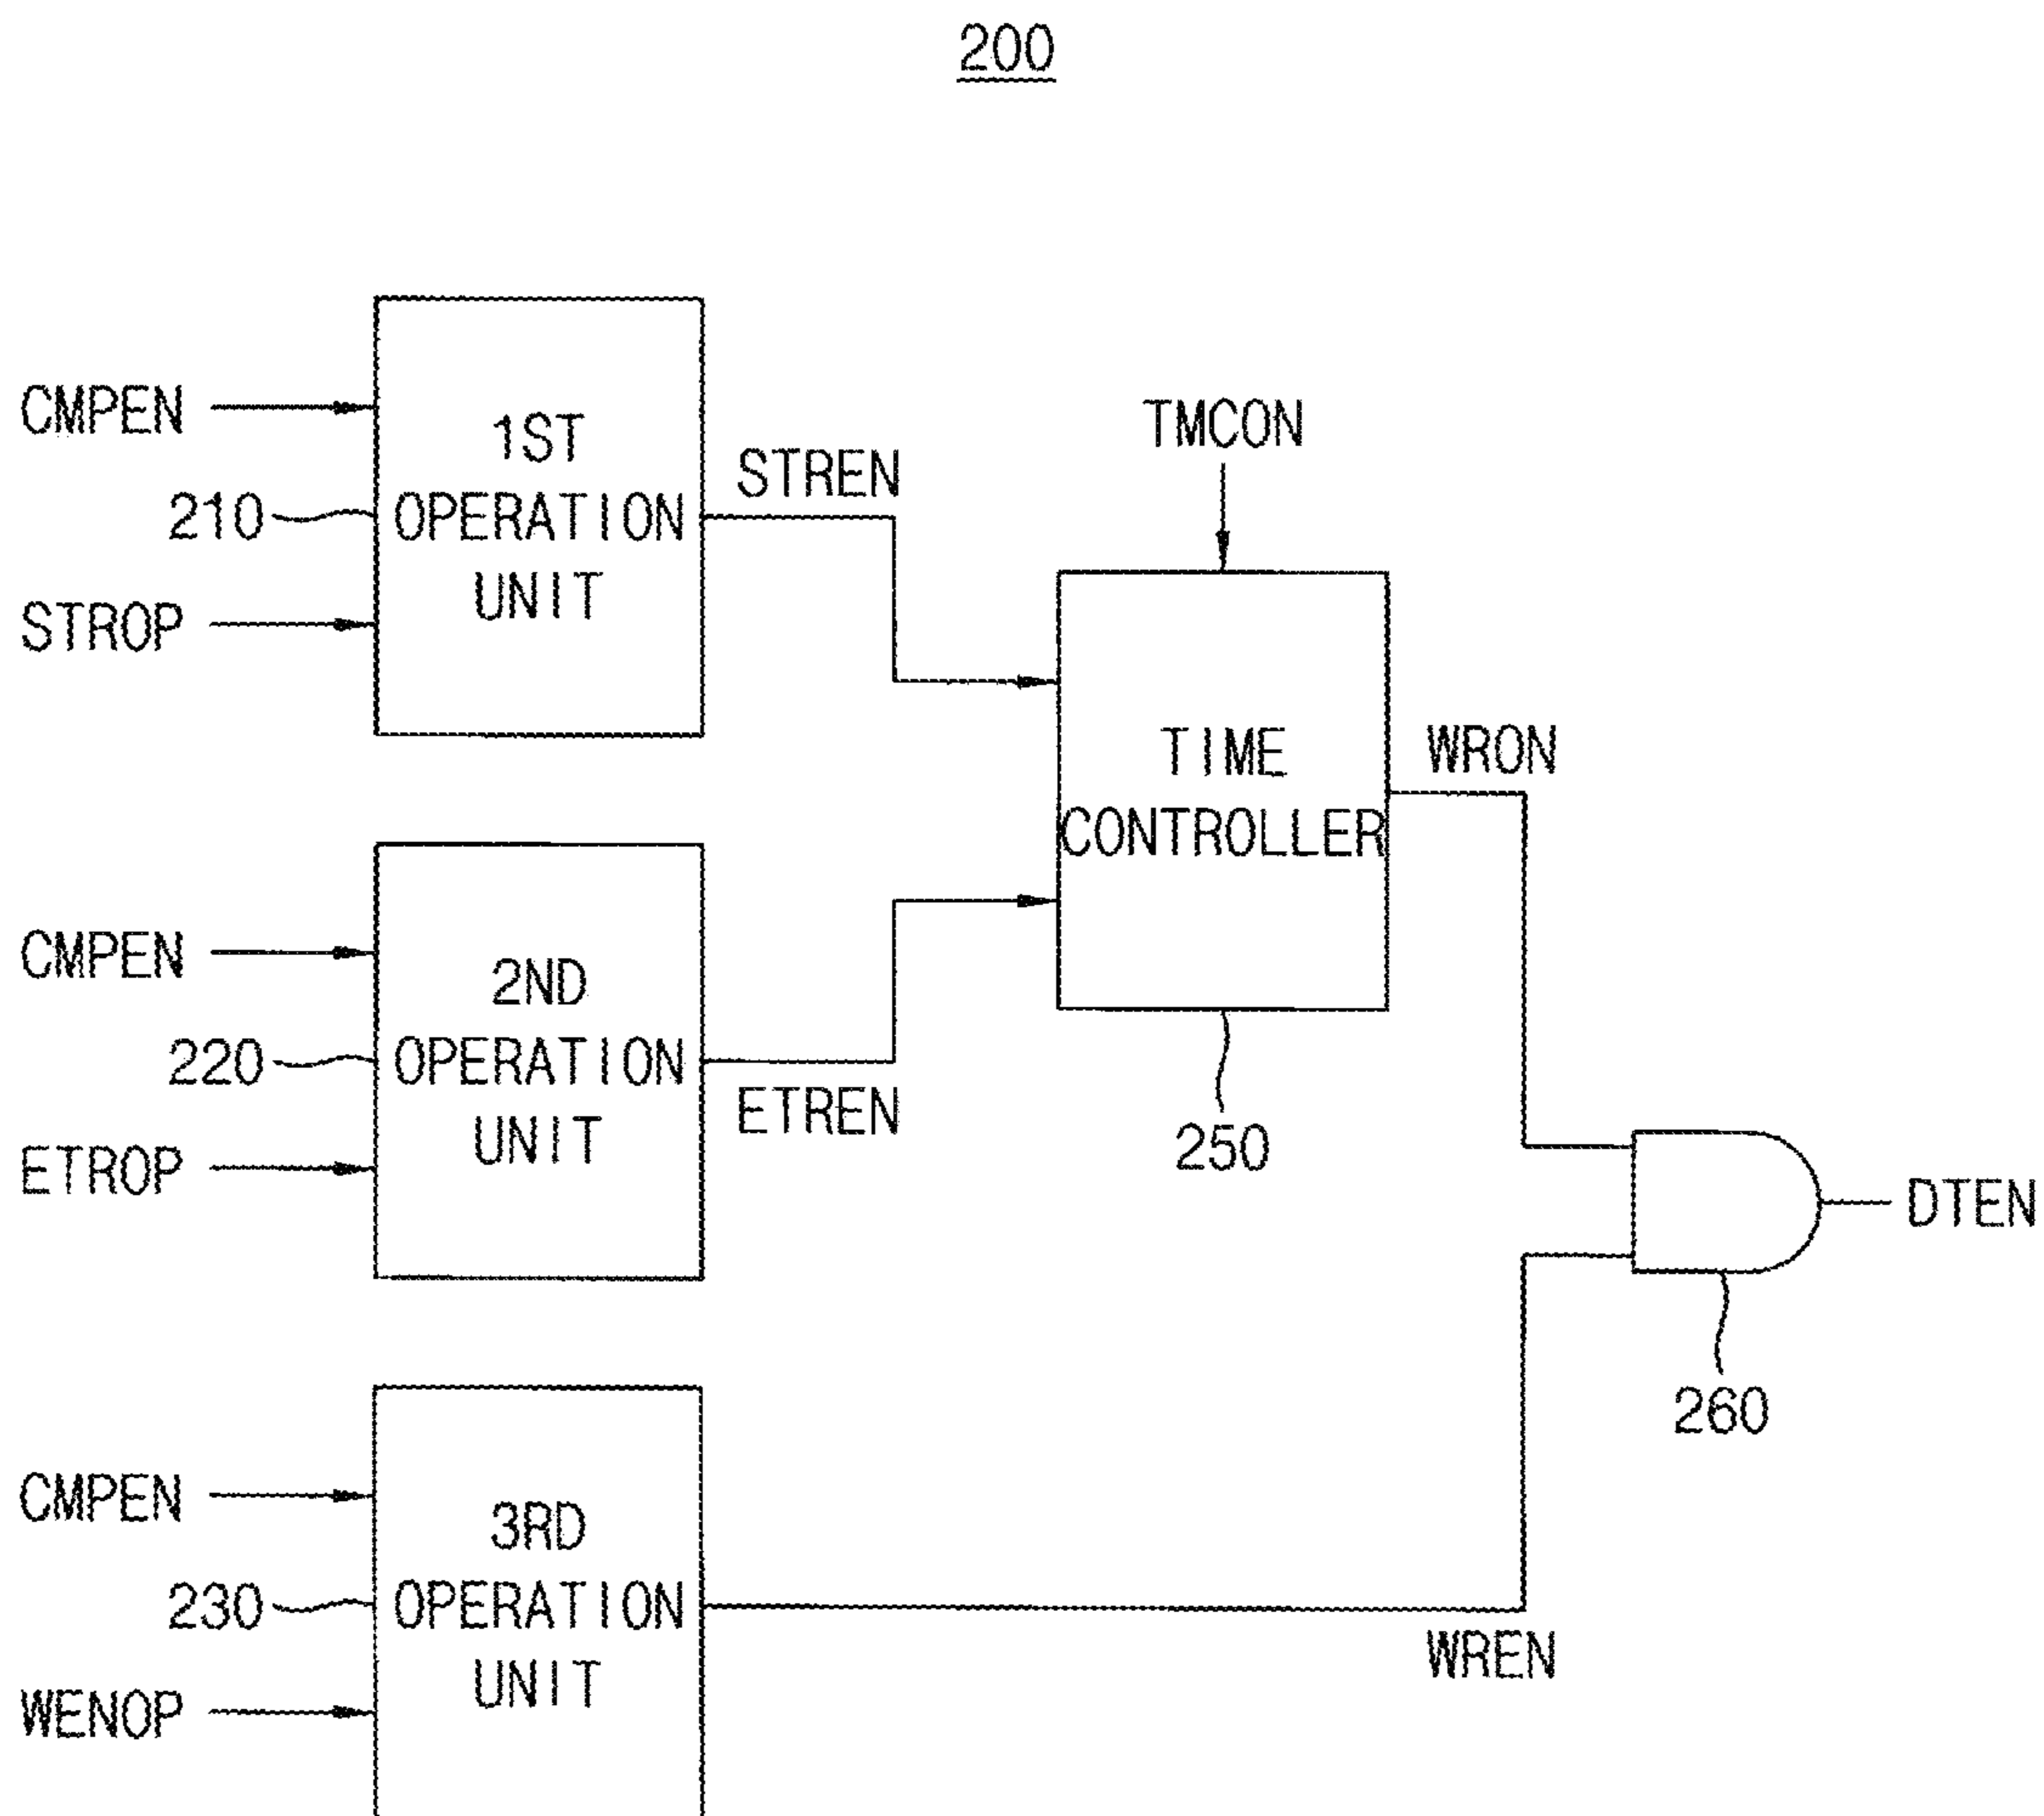 200
CMPEN
210
STROP
1ST
OPERATION
UNIT
STREN
TMCON
TIME
CONTROLLER
250
WRON
CMPEN
220
ETROP
2ND
OPERATION
UNIT
ETREN
DTEN
260
CMPEN
230
WENOP
3RD
OPERATION
UNIT
WREN